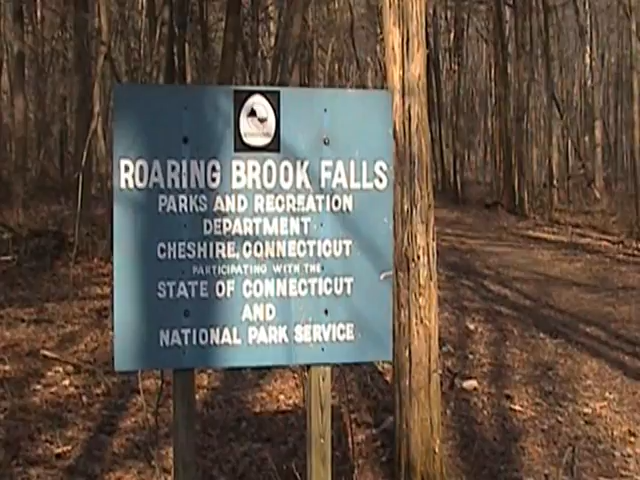 ROARING BROOK FALLS
PARKS AND RECREATION
DEPARTMENT
CHESHIRE, CONNECTICUT
PARTICIPATING WITH THE
STATE OF CONNECTICUT
AND
NATIONAL PARK SERVICE